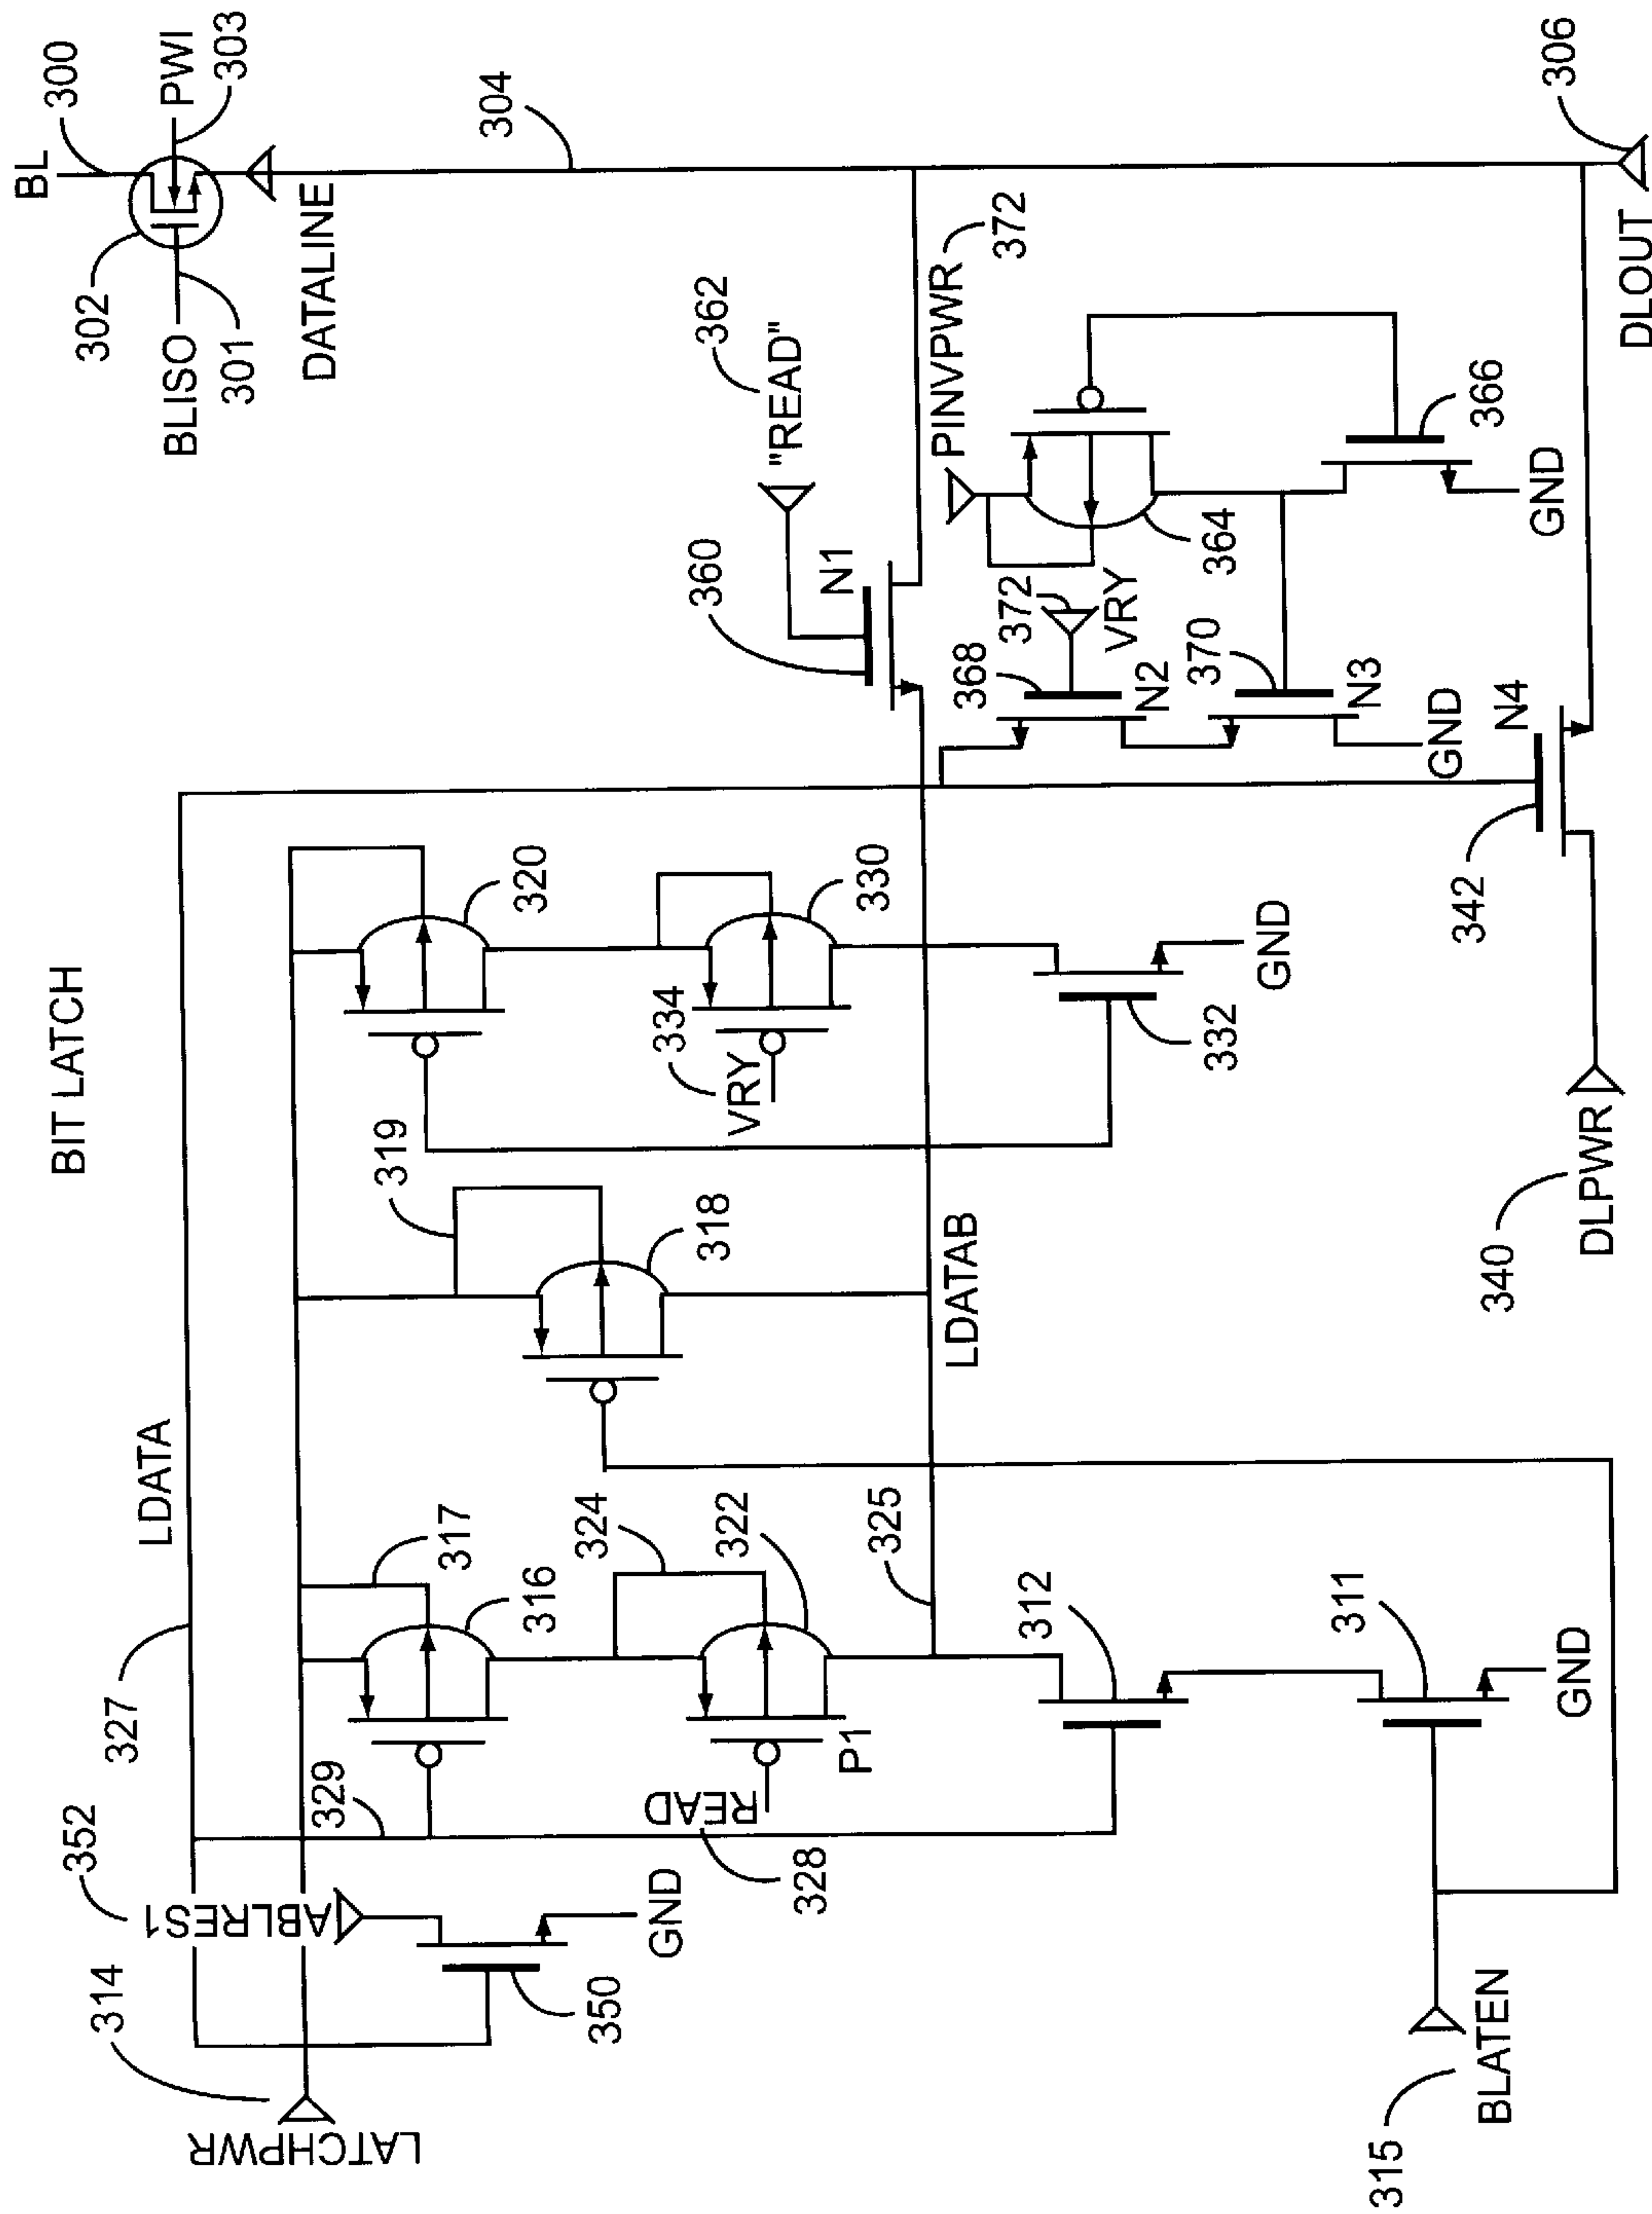 BIT LATCH
BL
300
302
PWI
303
BLISO
301
DATALINE
304
LDATA
327
352
ABLRES1
314
LATCHPWR
329
317
316
319
320
324
322
P1
READ
328
318
VRY
334
330
350
GND
325
LDATAB
312
311
GND
332
GND
315
BLATEN
360
N1
"READ"
362
PINVPWR
372
368
372
VRY
N2
364
370
N3
GND
366
GND
342
N4
340
DLPWR
DLOUT
306